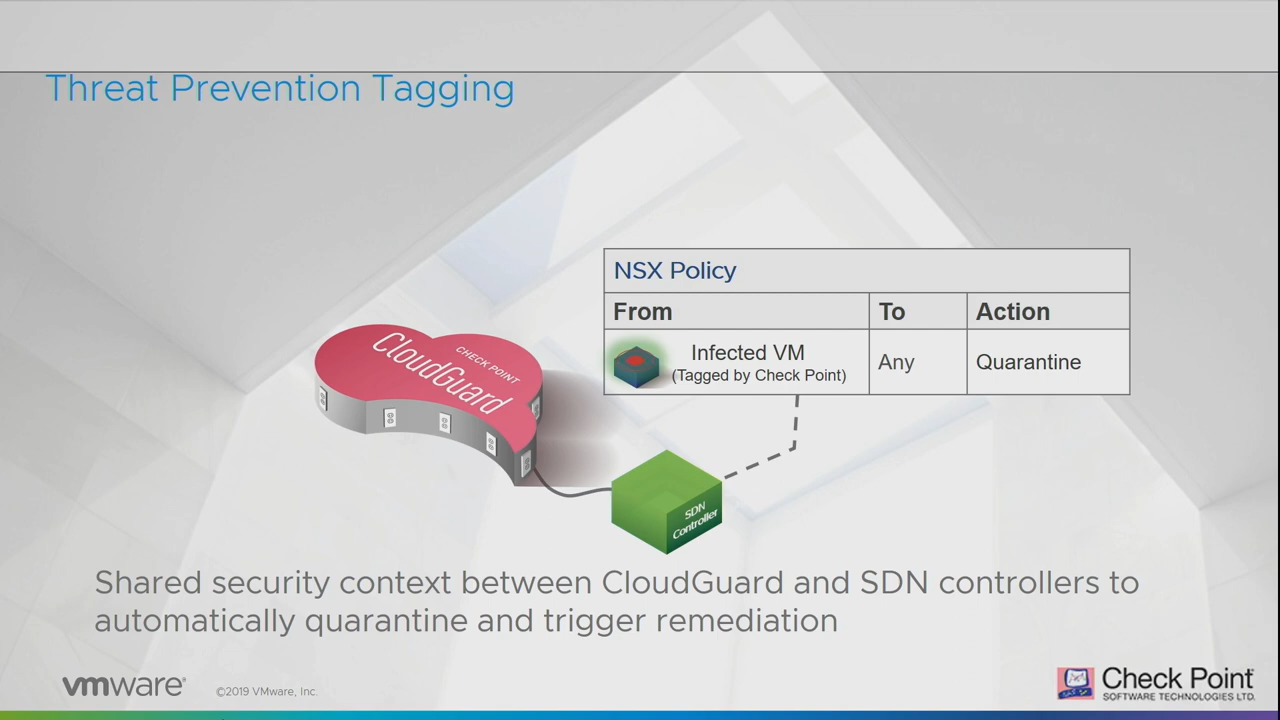 Threat Prevention Tagging
NSX Policy
From To Action
Infected VM
(Tagged by Check Point)
Any
Quarantine
CHECK POINT
CloudGuard
SDN
Controller
Shared security context between CloudGuard and SDN controllers to
automatically quarantine and trigger remediation
vmware®
©2019 VMware, Inc.
Check Point
SOFTWARE TECHNOLOGIES LTD.